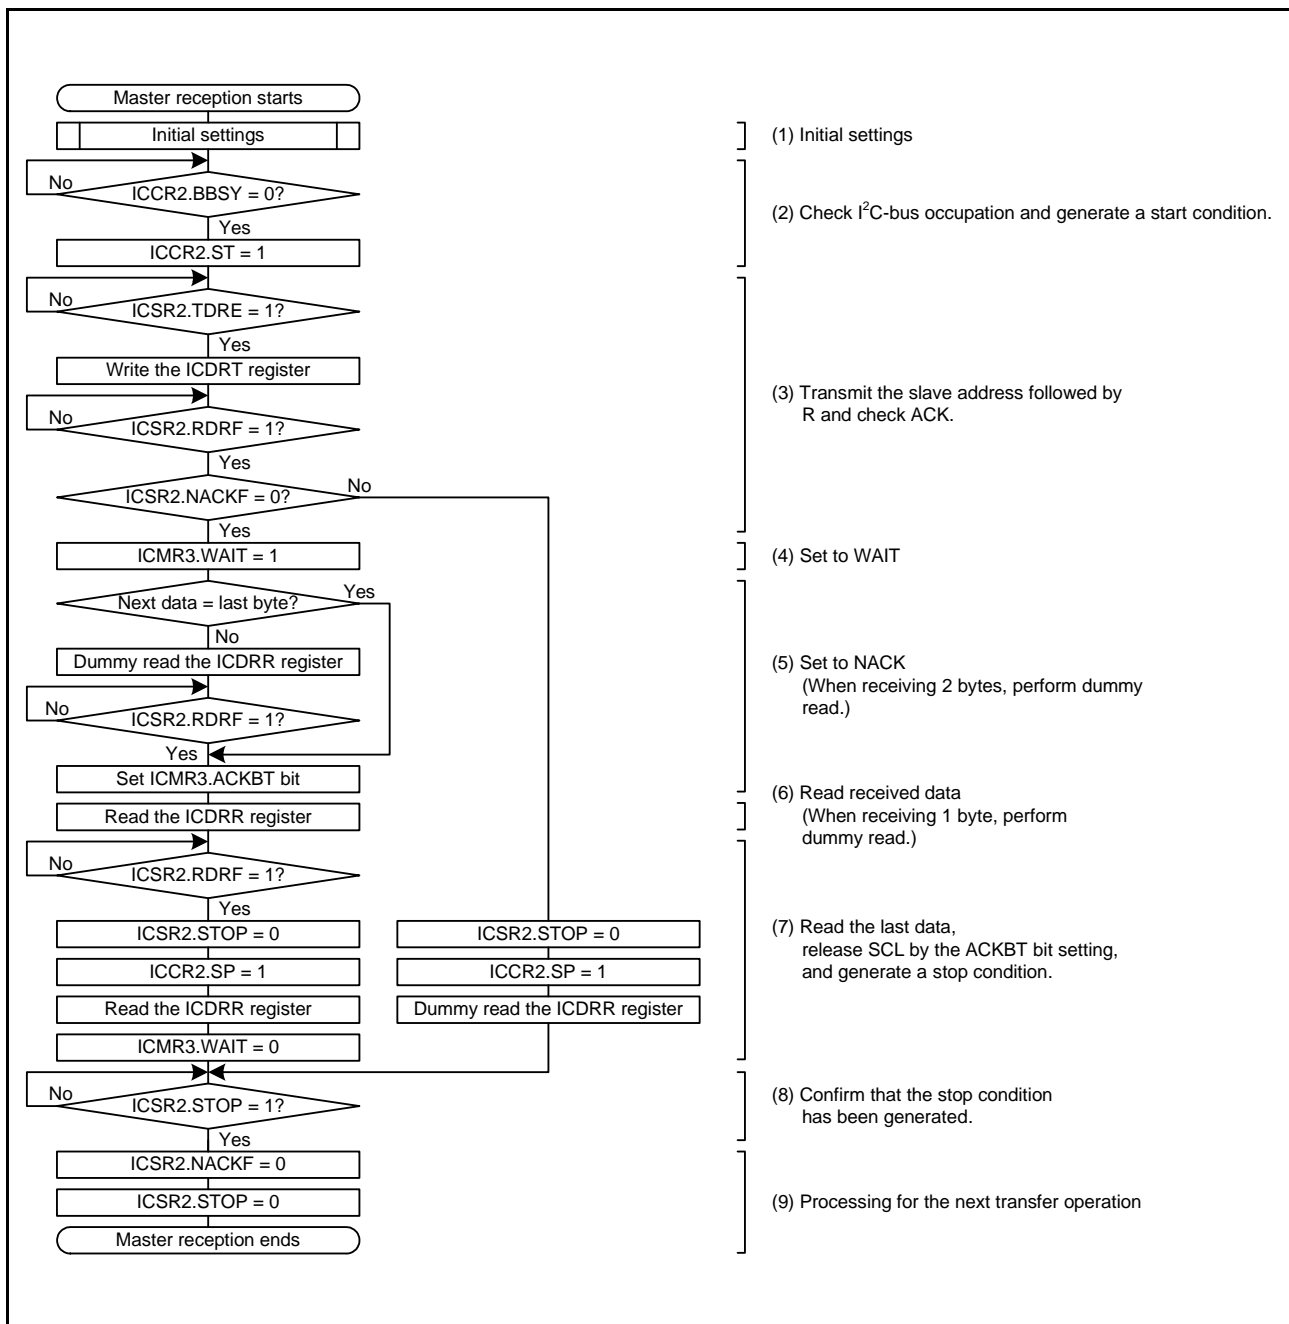 Master reception starts
Initial settings
(1) Initial settings
No
ICCR2.BBSY = 0?
Yes
(2) Check I²C-bus occupation and generate a start condition.
ICCR2.ST = 1
No
ICSR2.TDRE = 1?
Yes
Write the ICDRT register
No
ICSR2.RDRF = 1?
Yes
(3) Transmit the slave address followed by
R and check ACK.
ICSR2.NACKF = 0?
No
Yes
ICMR3.WAIT = 1
(4) Set to WAIT
Next data = last byte?
Yes
No
Dummy read the ICDRR register
No
ICSR2.RDRF = 1?
Yes
Set ICMR3.ACKBT bit
(5) Set to NACK
(When receiving 2 bytes, perform dummy
read.)
Read the ICDRR register
(6) Read received data
(When receiving 1 byte, perform
dummy read.)
No
ICSR2.RDRF = 1?
Yes
ICSR2.STOP = 0
ICCR2.SP = 1
Read the ICDRR register
ICMR3.WAIT = 0
ICSR2.STOP = 0
ICCR2.SP = 1
Dummy read the ICDRR register
(7) Read the last data,
release SCL by the ACKBT bit setting,
and generate a stop condition.
No
ICSR2.STOP = 1?
Yes
(8) Confirm that the stop condition
has been generated.
ICSR2.NACKF = 0
ICSR2.STOP = 0
(9) Processing for the next transfer operation
Master reception ends